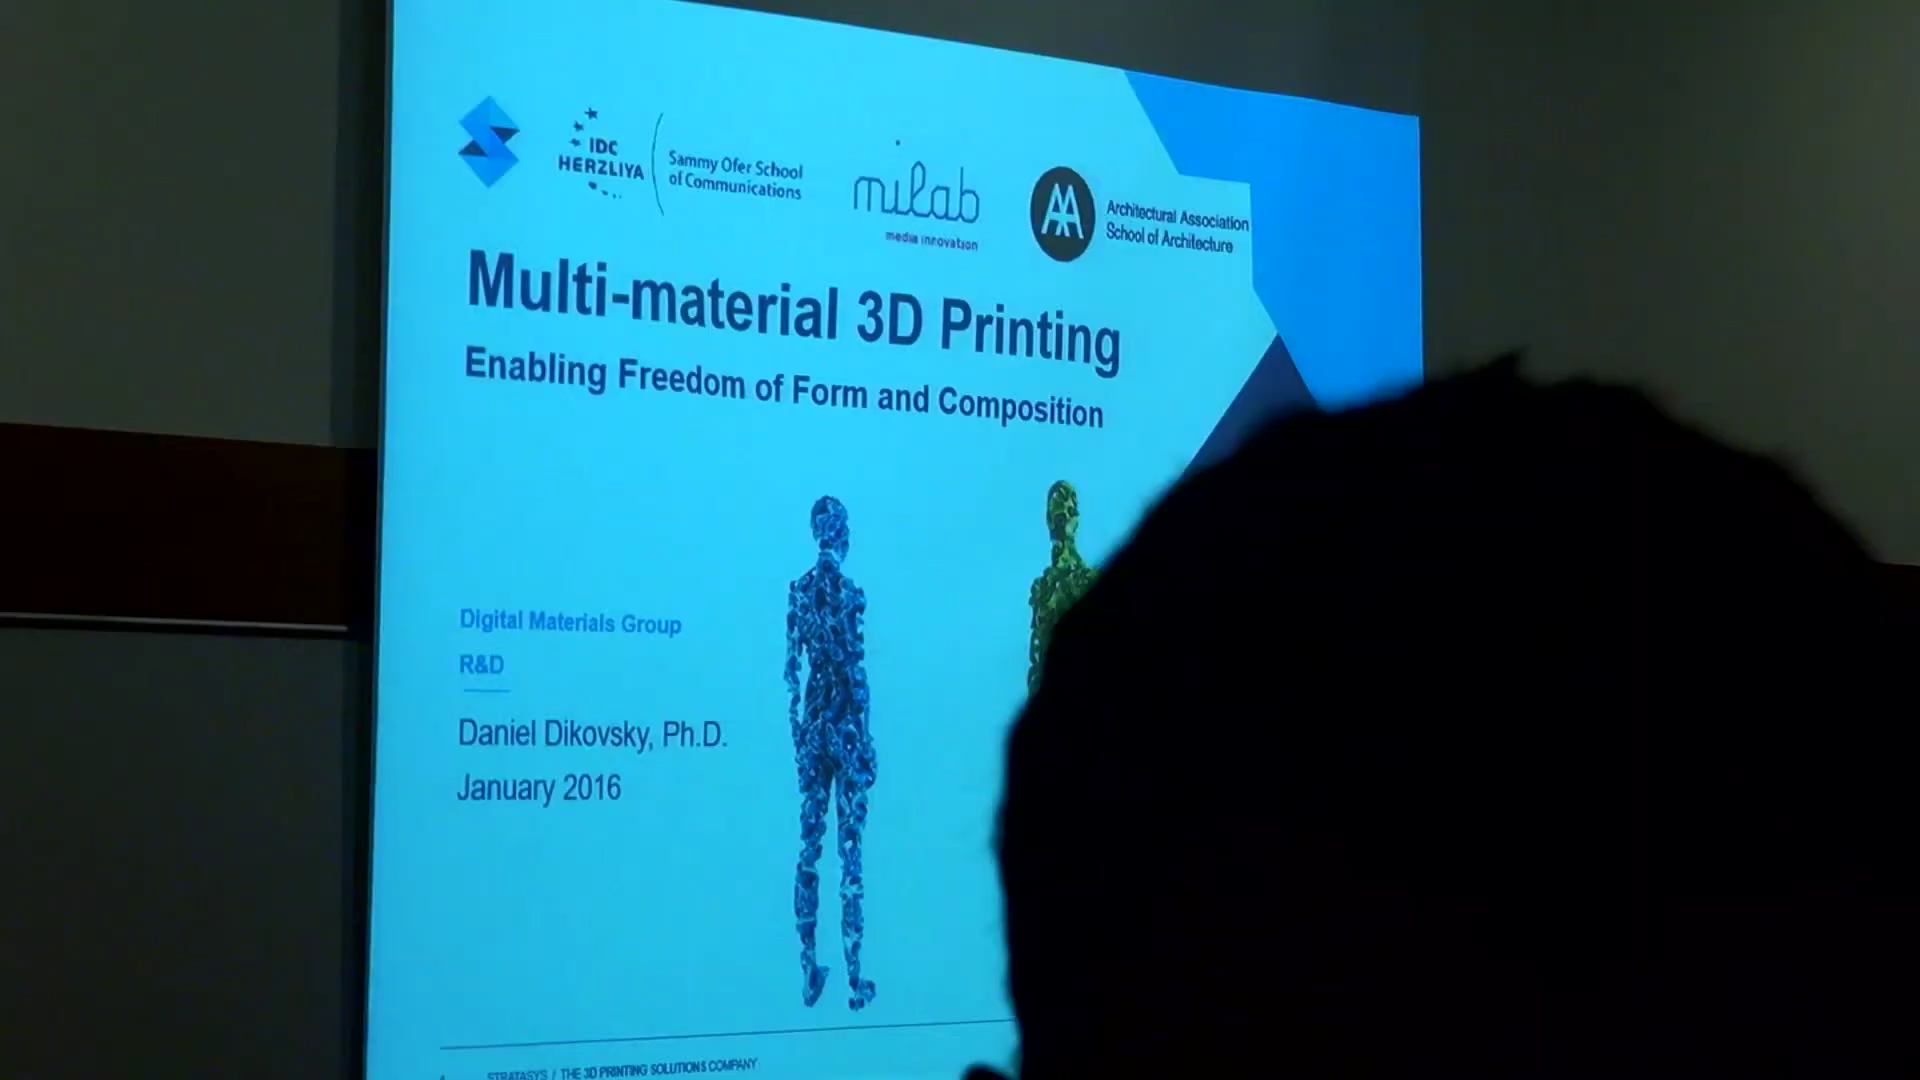 IDC
HERZLIYA
Sammy Ofer School
of Communications
milab
media innovation
AA
Architectural Association
School of Architecture
Multi-material 3D Printing
Enabling Freedom of Form and Composition
Digital Materials Group
R&D
Daniel Dikovsky, Ph.D.
January 2016
STRATASYS / THE 3D PRINTING SOLUTIONS COMPANY